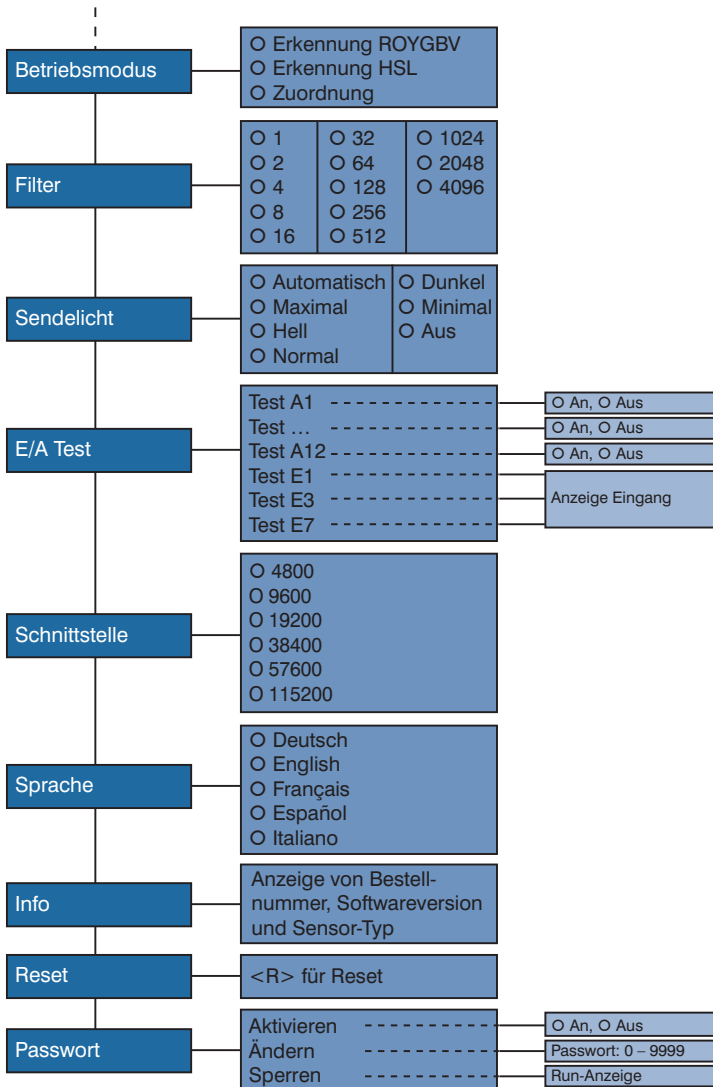 Betriebsmodus
O Erkennung ROYGBV
O Erkennung HSL
O Zuordnung
Filter
O 1
O 2
O 4
O 8
O 16
O 32
O 64
O 128
O 256
O 512
O 1024
O 2048
O 4096
Sendelicht
O Automatisch
O Maximal
O Hell
O Normal
O Dunkel
O Minimal
O Aus
E/A Test
Test A1
O An, O Aus
Test …
O An, O Aus
Test A12
O An, O Aus
Test E1
Test E3
Test E7
Anzeige Eingang
Schnittstelle
O 4800
O 9600
O 19200
O 38400
O 57600
O 115200
Sprache
O Deutsch
O English
O Français
O Español
O Italiano
Info
Anzeige von Bestell-
nummer, Softwareversion
und Sensor-Typ
Reset
<R> für Reset
Passwort
Aktivieren
O An, O Aus
Ändern
Passwort: 0 – 9999
Sperren
Run-Anzeige